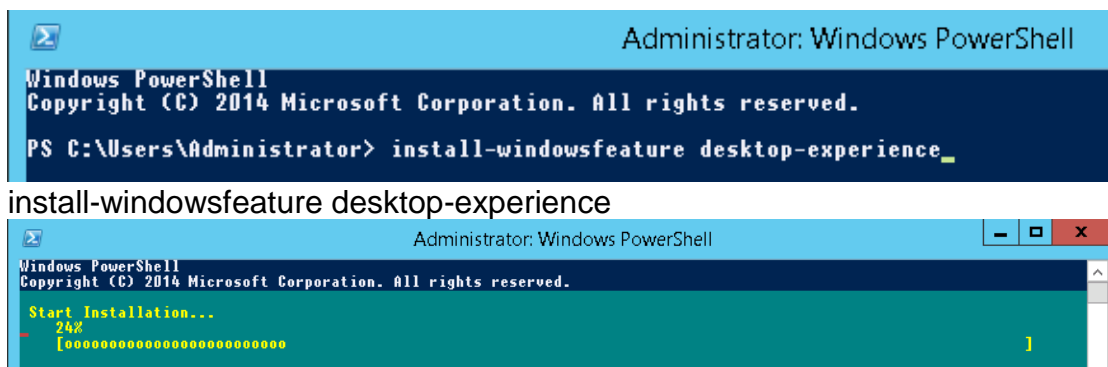 Administrator: Windows PowerShell
Windows PowerShell
Copyright (C) 2014 Microsoft Corporation. All rights reserved.
PS C:\Users\Administrator> install-windowsfeature desktop-experience_
install-windowsfeature desktop-experience
Administrator: Windows PowerShell
Windows PowerShell
Copyright (C) 2014 Microsoft Corporation. All rights reserved.
Start Installation...
24%
[oooooooooooooooooooooooooo ]